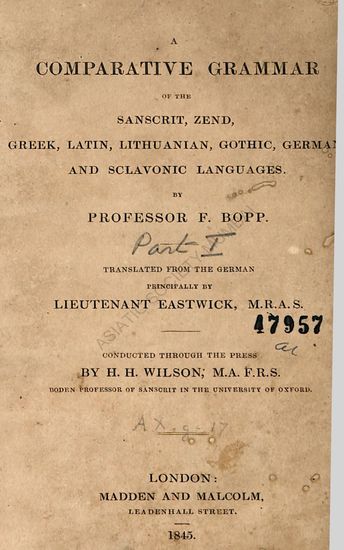 A
COMPARATIVE GRAMMAR
OF THE
SANSCRIT, ZEND,
GREEK, LATIN, LITHUANIAN, GOTHIC, GERMAN
AND SCLAVONIC LANGUAGES.
BY
PROFESSOR F. BOPP.
Part I
TRANSLATED FROM THE GERMAN
PRINCIPALLY BY
LIEUTENANT EASTWICK, M.R.A.S.
47957
CONDUCTED THROUGH THE PRESS
BY H. H. WILSON, M.A. F.R.S.
BODEN PROFESSOR OF SANSCRIT IN THE UNIVERSITY OF OXFORD.
LONDON:
MADDEN AND MALCOLM,
LEADENHALL STREET.
1845.